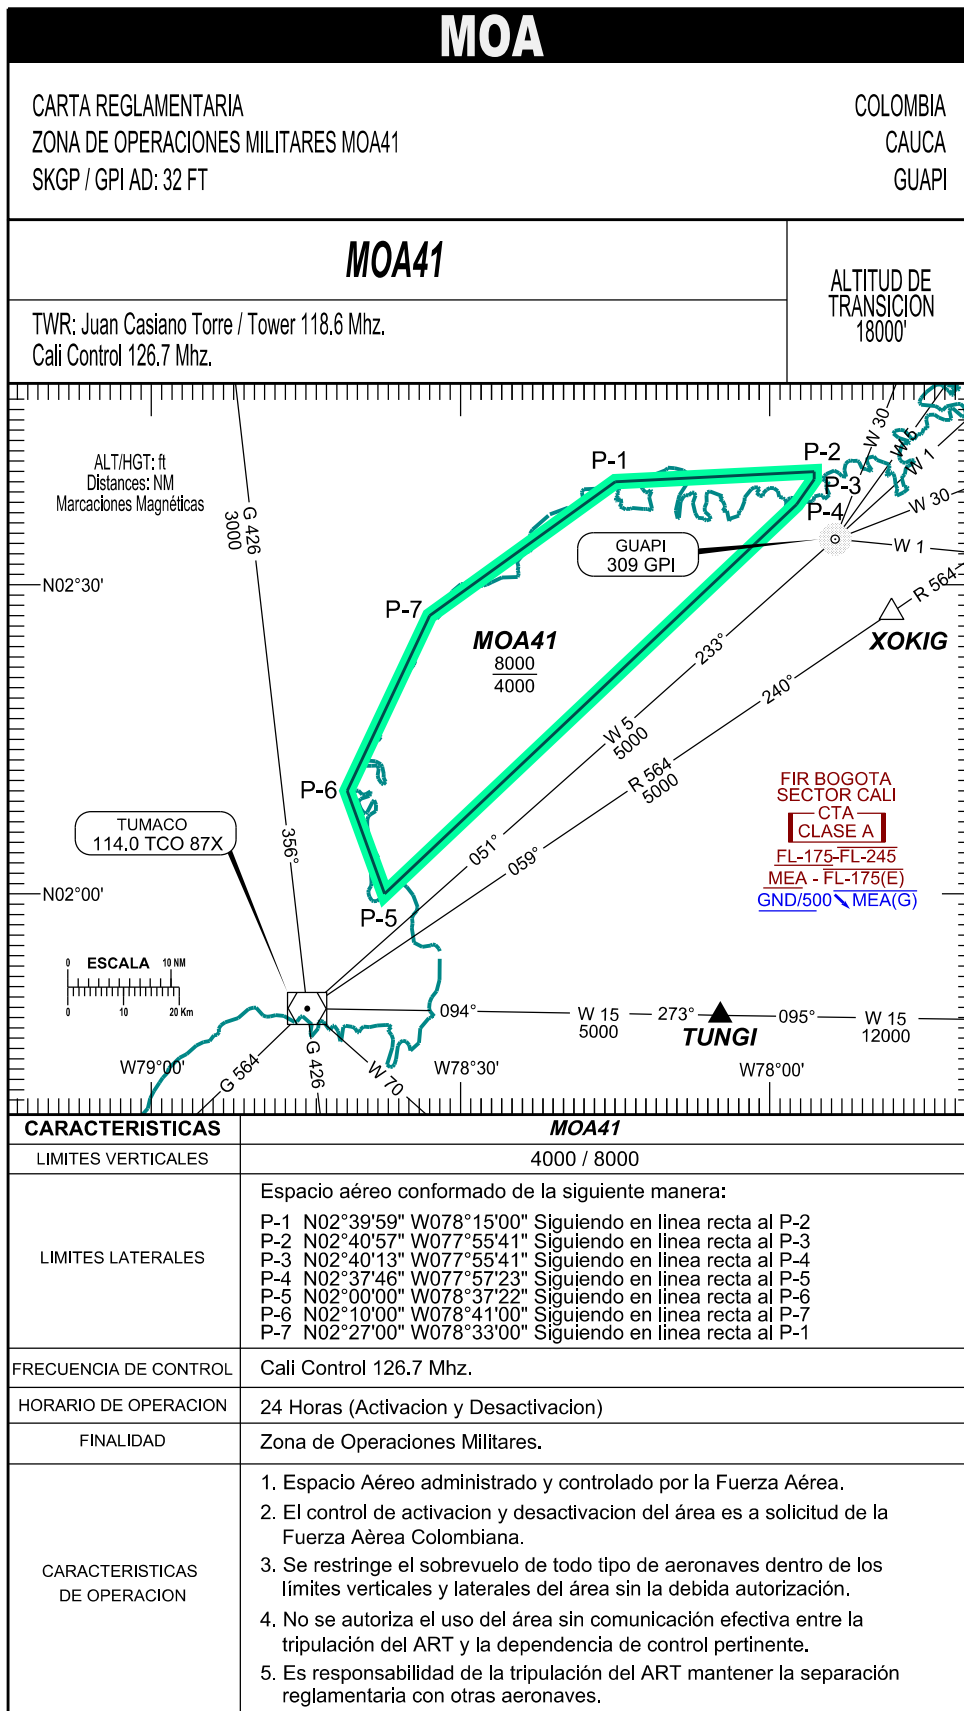 MOA
CARTA REGLAMENTARIA
ZONA DE OPERACIONES MILITARES MOA41
SKGP / GPI AD: 32 FT
COLOMBIA
CAUCA
GUAPI
MOA41
TWR: Juan Casiano Torre / Tower 118.6 Mhz.
Cali Control 126.7 Mhz.
ALTITUD DE
TRANSICION
18000'
ALT/HGT: ft
Distances: NM
Marcaciones Magnéticas
G 426
3000
P-1
P-2
P-3
P-4
W 30
W 5
W 1
W 30
W 1
GUAPI
309 GPI
R 564
XOKIG
N02°30'
P-7
MOA41
8000
4000
233°
240°
W 5
5000
R 564
5000
P-6
TUMACO
114.0 TCO 87X
356°
051°
059°
FIR BOGOTA
SECTOR CALI
CTA
CLASE A
FL-175-FL-245
MEA - FL-175(E)
GND/500 MEA(G)
N02°00'
P-5
0 ESCALA 10 NM
0 10 20 Km
094°
W 15
5000
273°
TUNGI
095°
W 15
12000
W79°00'
G 564
G 426
W 70
W78°30'
W78°00'
CARACTERISTICAS
MOA41
LIMITES VERTICALES
4000 / 8000
LIMITES LATERALES
Espacio aéreo conformado de la siguiente manera:
P-1 N02°39'59" W078°15'00" Siguiendo en linea recta al P-2
P-2 N02°40'57" W077°55'41" Siguiendo en linea recta al P-3
P-3 N02°40'13" W077°55'41" Siguiendo en linea recta al P-4
P-4 N02°37'46" W077°57'23" Siguiendo en linea recta al P-5
P-5 N02°00'00" W078°37'22" Siguiendo en linea recta al P-6
P-6 N02°10'00" W078°41'00" Siguiendo en linea recta al P-7
P-7 N02°27'00" W078°33'00" Siguiendo en linea recta al P-1
FRECUENCIA DE CONTROL
Cali Control 126.7 Mhz.
HORARIO DE OPERACION
24 Horas (Activacion y Desactivacion)
FINALIDAD
Zona de Operaciones Militares.
CARACTERISTICAS
DE OPERACION
1. Espacio Aéreo administrado y controlado por la Fuerza Aérea.
2. El control de activacion y desactivacion del área es a solicitud de la
Fuerza Aèrea Colombiana.
3. Se restringe el sobrevuelo de todo tipo de aeronaves dentro de los
límites verticales y laterales del área sin la debida autorización.
4. No se autoriza el uso del área sin comunicación efectiva entre la
tripulación del ART y la dependencia de control pertinente.
5. Es responsabilidad de la tripulación del ART mantener la separación
reglamentaria con otras aeronaves.